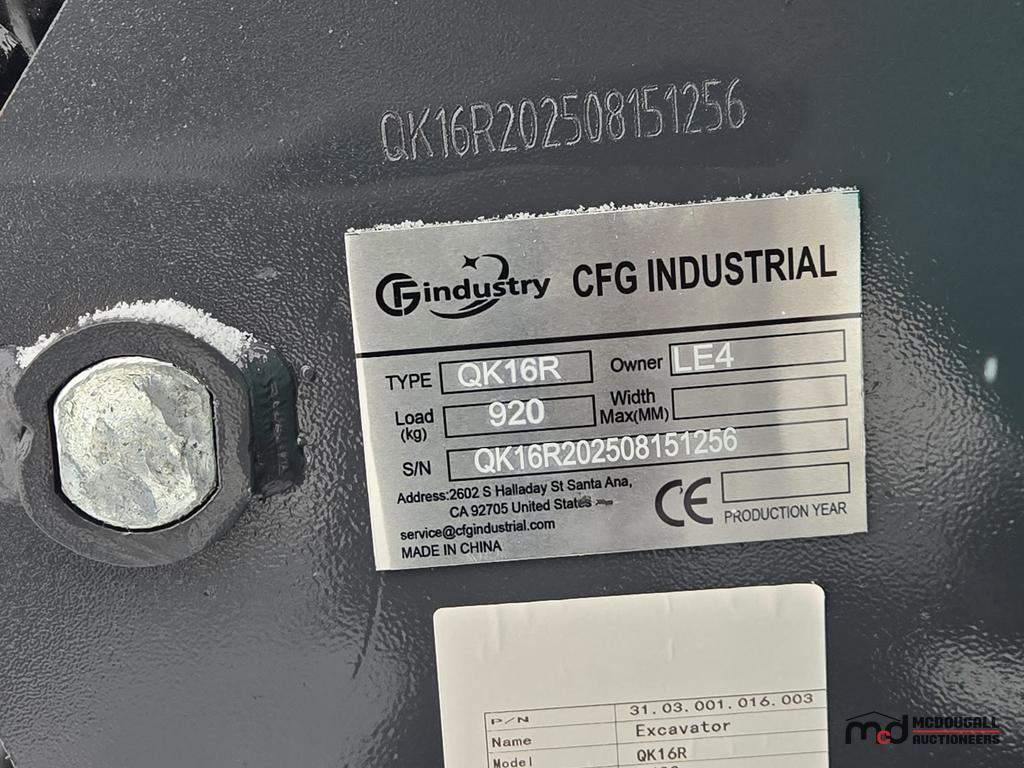 QK16R202508151256
CFindustry CFG INDUSTRIAL
TYPE QK16R Owner LE4
Load (kg) 920 Width Max(MM)
S/N QK16R202508151256
Address:2602 S Halladay St Santa Ana,
CA 92705 United States
service@cfgindustrial.com
MADE IN CHINA
CE PRODUCTION YEAR
P/N 31.03.001.016.003
Name Excavator
Model QK16R
mcd MCDOUGALL
AUCTIONEERS